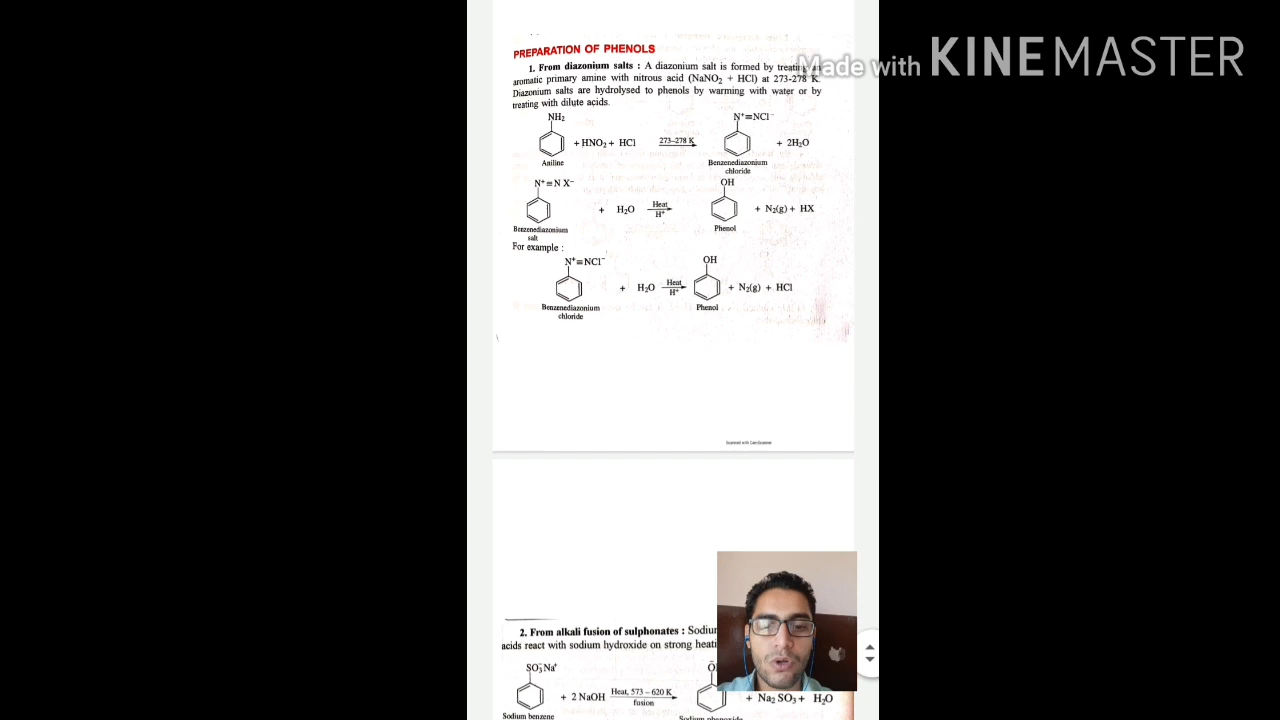 Made with KINEMASTER
PREPARATION OF PHENOLS
1. From diazonium salts : A diazonium salt is formed by treating an
aromatic primary amine with nitrous acid (NaNO₂ + HCl) at 273-278 K.
Diazonium salts are hydrolysed to phenols by warming with water or by
treating with dilute acids.
NH₂ N⁺≡NCl⁻
+ HNO₂ + HCl 273–278 K + 2H₂O
Aniline Benzenediazonium
chloride
N⁺≡N X⁻ OH
+ H₂O Heat H⁺ + N₂(g) + HX
Benzenediazonium Phenol
salt
For example :
N⁺≡NCl⁻ OH
+ H₂O Heat H⁺ + N₂(g) + HCl
Benzenediazonium Phenol
chloride
Scanned with CamScanner
2. From alkali fusion of sulphonates :
acids react with sodium hydroxide on strong
SO₃⁻Na⁺
+ 2 NaOH Heat, 573 – 620 K fusion + Na₂ SO₃ + H₂O
Sodium benzene Sodium phenoxide